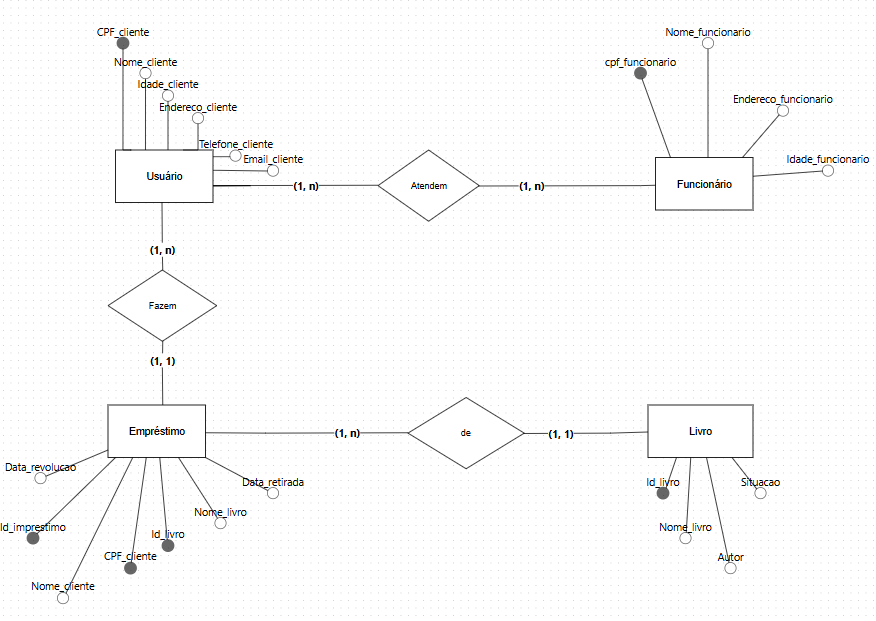 CPF_cliente
Nome_cliente
Idade_cliente
Endereco_cliente
Telefone_cliente
Email_cliente
Usuário
(1, n)
Atendem
(1, n)
Nome_funcionario
cpf_funcionario
Endereco_funcionario
Idade_funcionario
Funcionário
(1, n)
Fazem
(1, 1)
Empréstimo
(1, n)
de
(1, 1)
Livro
Data_revolucao
Id_imprestimo
Nome_cliente
CPF_cliente
Id_livro
Nome_livro
Data_retirada
Id_livro
Nome_livro
Autor
Situacao